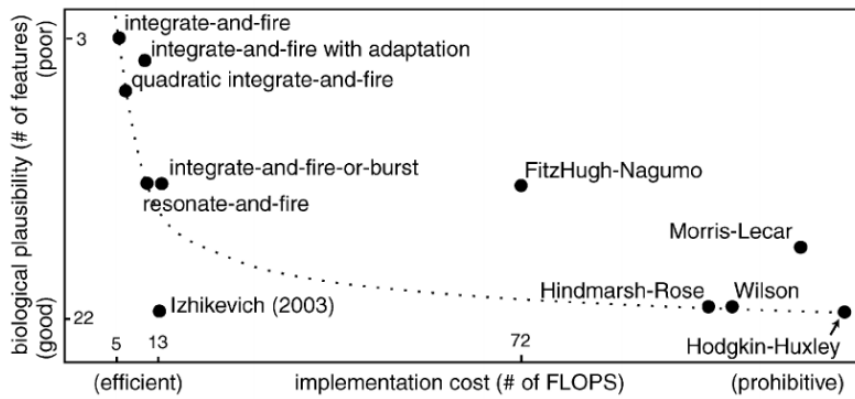 integrate-and-fire
integrate-and-fire with adaptation
quadratic integrate-and-fire
integrate-and-fire-or-burst
resonate-and-fire
FitzHugh-Nagumo
Morris-Lecar
Izhikevich (2003)
Hindmarsh-Rose
Wilson
Hodgkin-Huxley
biological plausibility (# of features)
(good)
(poor)
3
22
5
13
72
(efficient)
implementation cost (# of FLOPS)
(prohibitive)